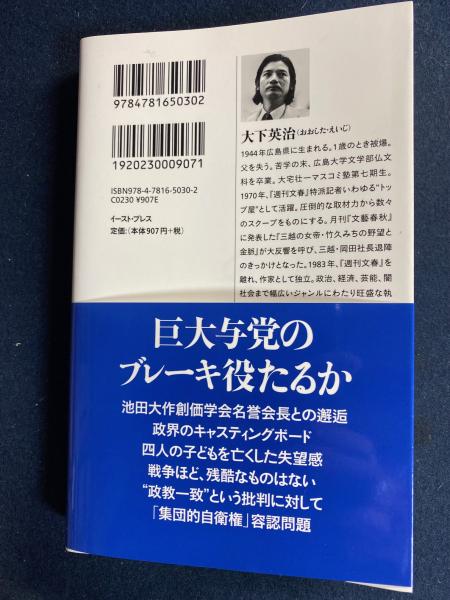 9784781650302
1920230009071
ISBN978-4-7816-5030-2
C0230 ¥907E
イースト・プレス
定価:(本体907円+税)
大下英治(おおした・えいじ)
1944年広島県に生まれる。1歳のとき被爆。
父を失う。苦学の末、広島大学文学部仏文
科を卒業。大宅壮一マスコミ塾第七期生。
1970年、『週刊文春』特派記者いわゆる“トッ
プ屋”として活躍。圧倒的な取材力から数々
のスクープをものにする。月刊『文藝春秋』
に発表した『三越の女帝・竹久みちの野望と
金脈』が大反響を呼び、三越・岡田社長退陣
のきっかけとなった。1983年、『週刊文春』を
離れ、作家として独立。政治、経済、芸能、闇
社会まで幅広いジャンルにわたり旺盛な執
巨大与党の
ブレーキ役たるか
池田大作創価学会名誉会長との邂逅
政界のキャスティングボード
四人の子どもを亡くした失望感
戦争ほど、残酷なものはない
“政教一致”という批判に対して
「集団的自衛権」容認問題